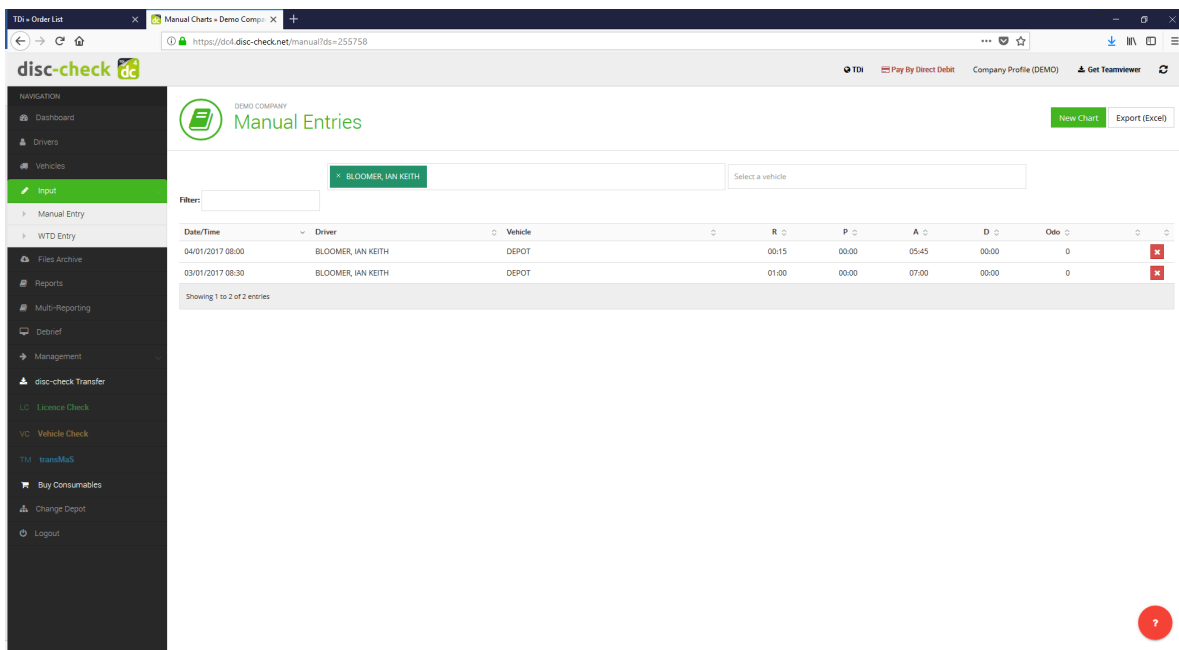 TDi » Order List
Manual Charts » Demo Compa
https://dc4.disc-check.net/manual?ds=255758
disc-check dc4
TDi
Pay By Direct Debit
Company Profile (DEMO)
Get Teamviewer
NAVIGATION
Dashboard
Drivers
Vehicles
Input
Manual Entry
WTD Entry
Files Archive
Reports
Multi-Reporting
Debrief
Management
disc-check Transfer
LC Licence Check
VC Vehicle Check
TM transMaS
Buy Consumables
Change Depot
Logout
DEMO COMPANY
Manual Entries
New Chart
Export (Excel)
× BLOOMER, IAN KEITH
Select a vehicle
Filter:
Date/Time Driver Vehicle R P A D Odo
04/01/2017 08:00 BLOOMER, IAN KEITH DEPOT 00:15 00:00 05:45 00:00 0
03/01/2017 08:30 BLOOMER, IAN KEITH DEPOT 01:00 00:00 07:00 00:00 0
Showing 1 to 2 of 2 entries
?